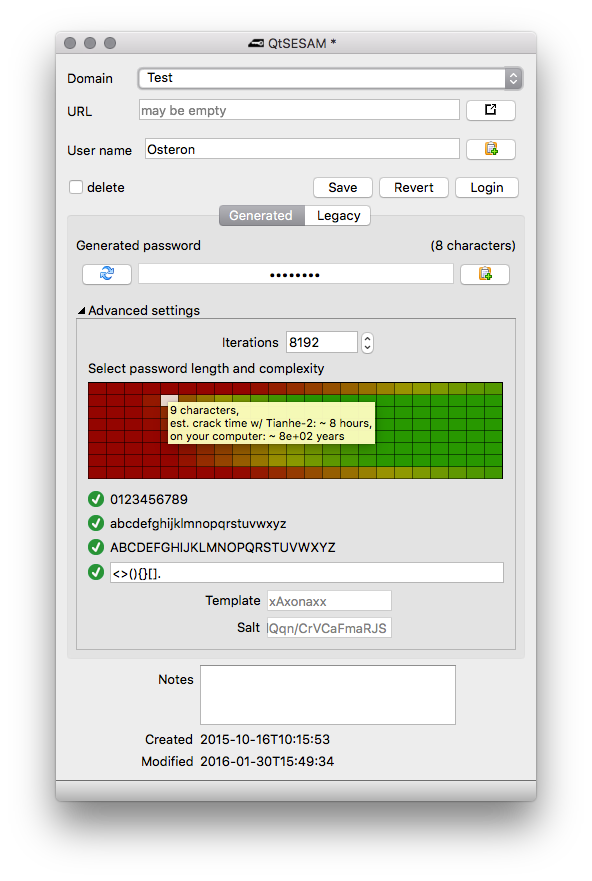 QtSESAM *
Domain Test
URL may be empty
User name Osteron
delete Save Revert Login
Generated Legacy
Generated password (8 characters)
••••••••
Advanced settings
Iterations 8192
Select password length and complexity
9 characters,
est. crack time w/ Tianhe-2: ~ 8 hours,
on your computer: ~ 8e+02 years
0123456789
abcdefghijklmnopqrstuvwxyz
ABCDEFGHIJKLMNOPQRSTUVWXYZ
<>(){}[].
Template xAxonaxx
Salt Qqn/CrVCaFmaRJS
Notes
Created 2015-10-16T10:15:53
Modified 2016-01-30T15:49:34